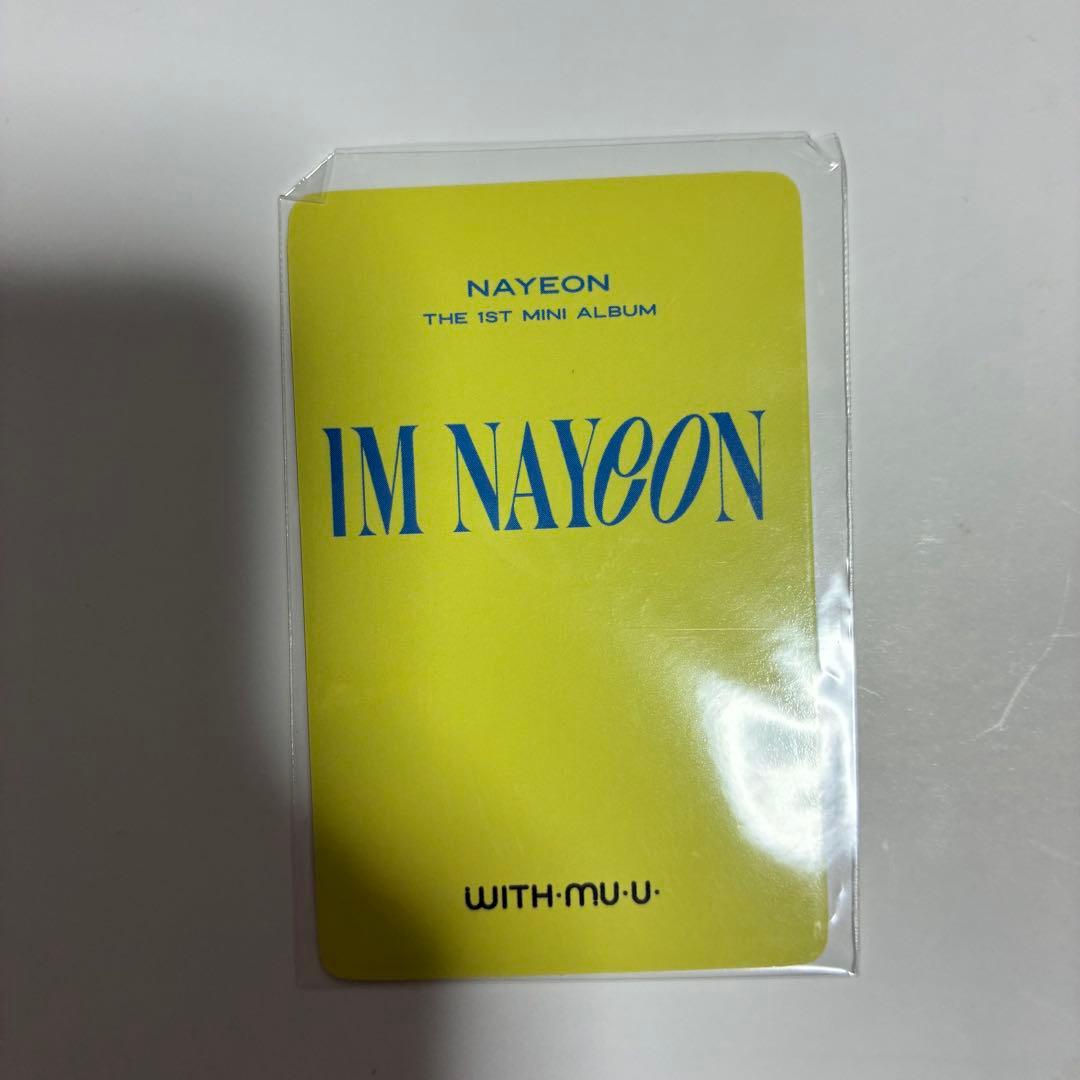 NAYEON
THE 1ST MINI ALBUM
IM NAYeON
WITH·MU·U·